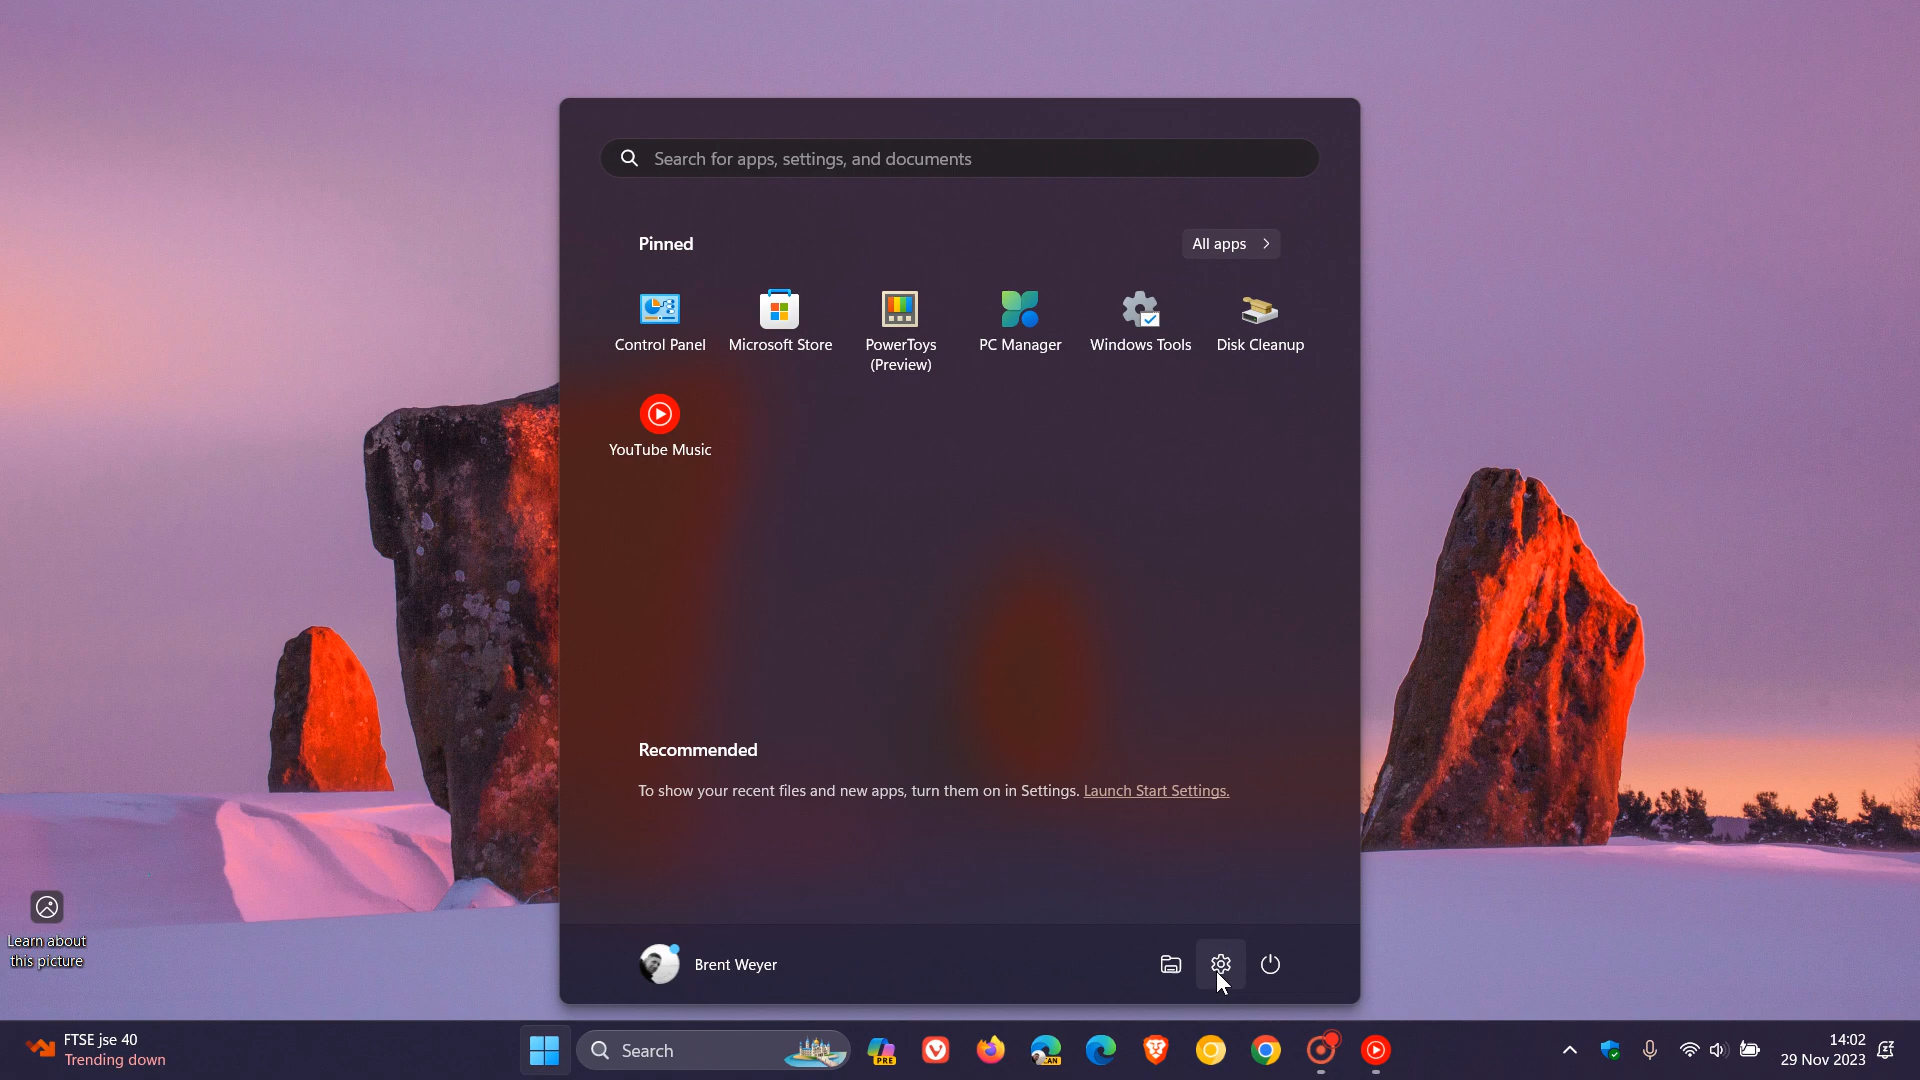 Search for apps, settings, and documents
Pinned
All apps
Control Panel
Microsoft Store
PowerToys
(Preview)
PC Manager
Windows Tools
Disk Cleanup
YouTube Music
Recommended
To show your recent files and new apps, turn them on in Settings. Launch Start Settings.
Learn about
this picture
Brent Weyer
FTSE jse 40
Trending down
Search
PRE
CAN
14:02
29 Nov 2023